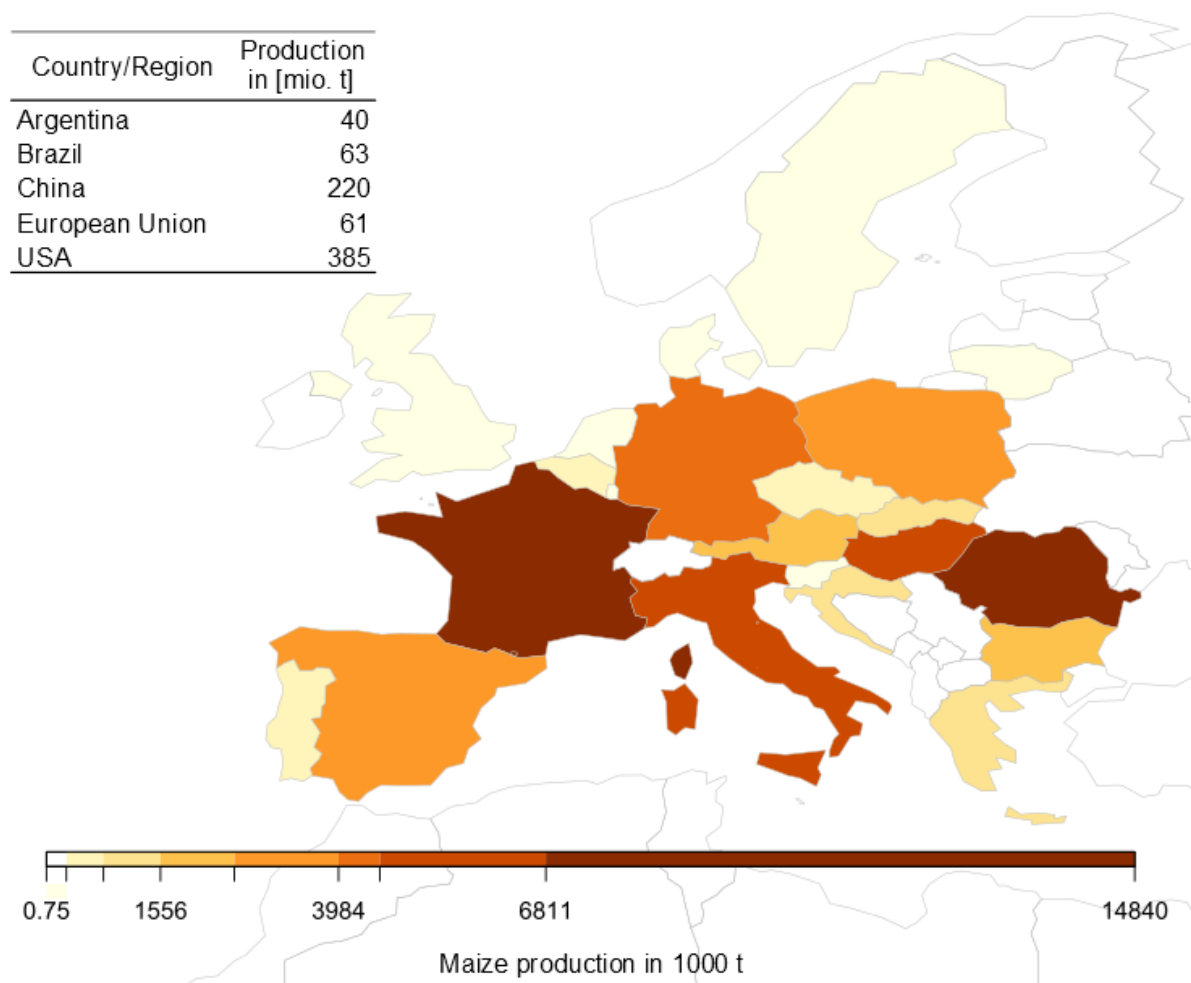 Country/Region Production in [mio. t]
Argentina 40
Brazil 63
China 220
European Union 61
USA 385
0.75 1556 3984 6811 14840
Maize production in 1000 t